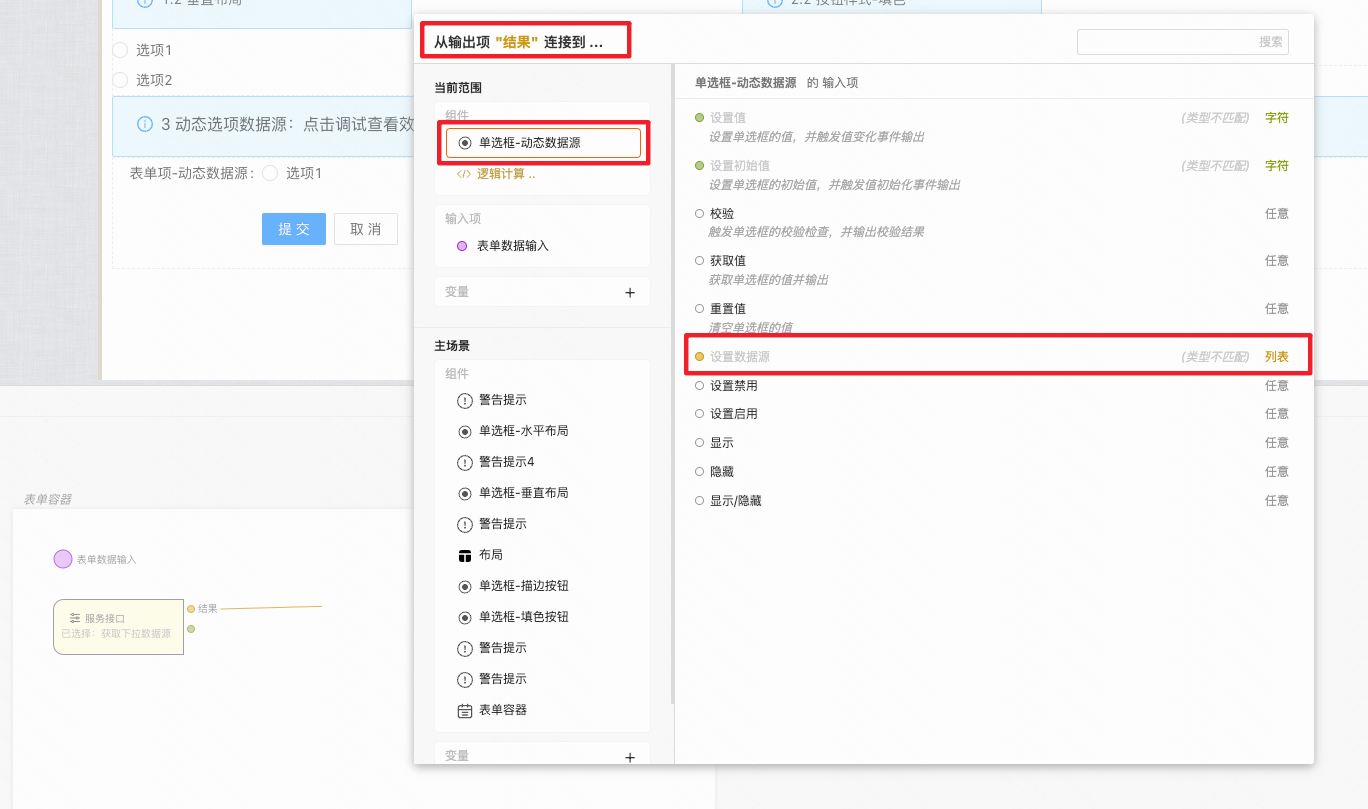 1.2 垂直布局
2.2 按钮样式-填色
选项1
选项2
3 动态选项数据源：点击调试查看效
表单项-动态数据源：
选项1
提 交
取 消
从输出项 "结果" 连接到 ...
搜索
当前范围
组件
单选框-动态数据源
逻辑计算 ..
输入项
表单数据输入
变量
+
主场景
组件
警告提示
单选框-水平布局
警告提示4
单选框-垂直布局
警告提示
布局
单选框-描边按钮
单选框-填色按钮
警告提示
警告提示
表单容器
变量
+
单选框-动态数据源 的 输入项
设置值 (类型不匹配) 字符
设置单选框的值，并触发值变化事件输出
设置初始值 (类型不匹配) 字符
设置单选框的初始值，并触发值初始化事件输出
校验 任意
触发单选框的校验检查，并输出校验结果
获取值 任意
获取单选框的值并输出
重置值 任意
清空单选框的值
设置数据源 (类型不匹配) 列表
设置禁用 任意
设置启用 任意
显示 任意
隐藏 任意
显示/隐藏 任意
表单容器
表单数据输入
服务接口
已选择：获取下拉数据源
结果